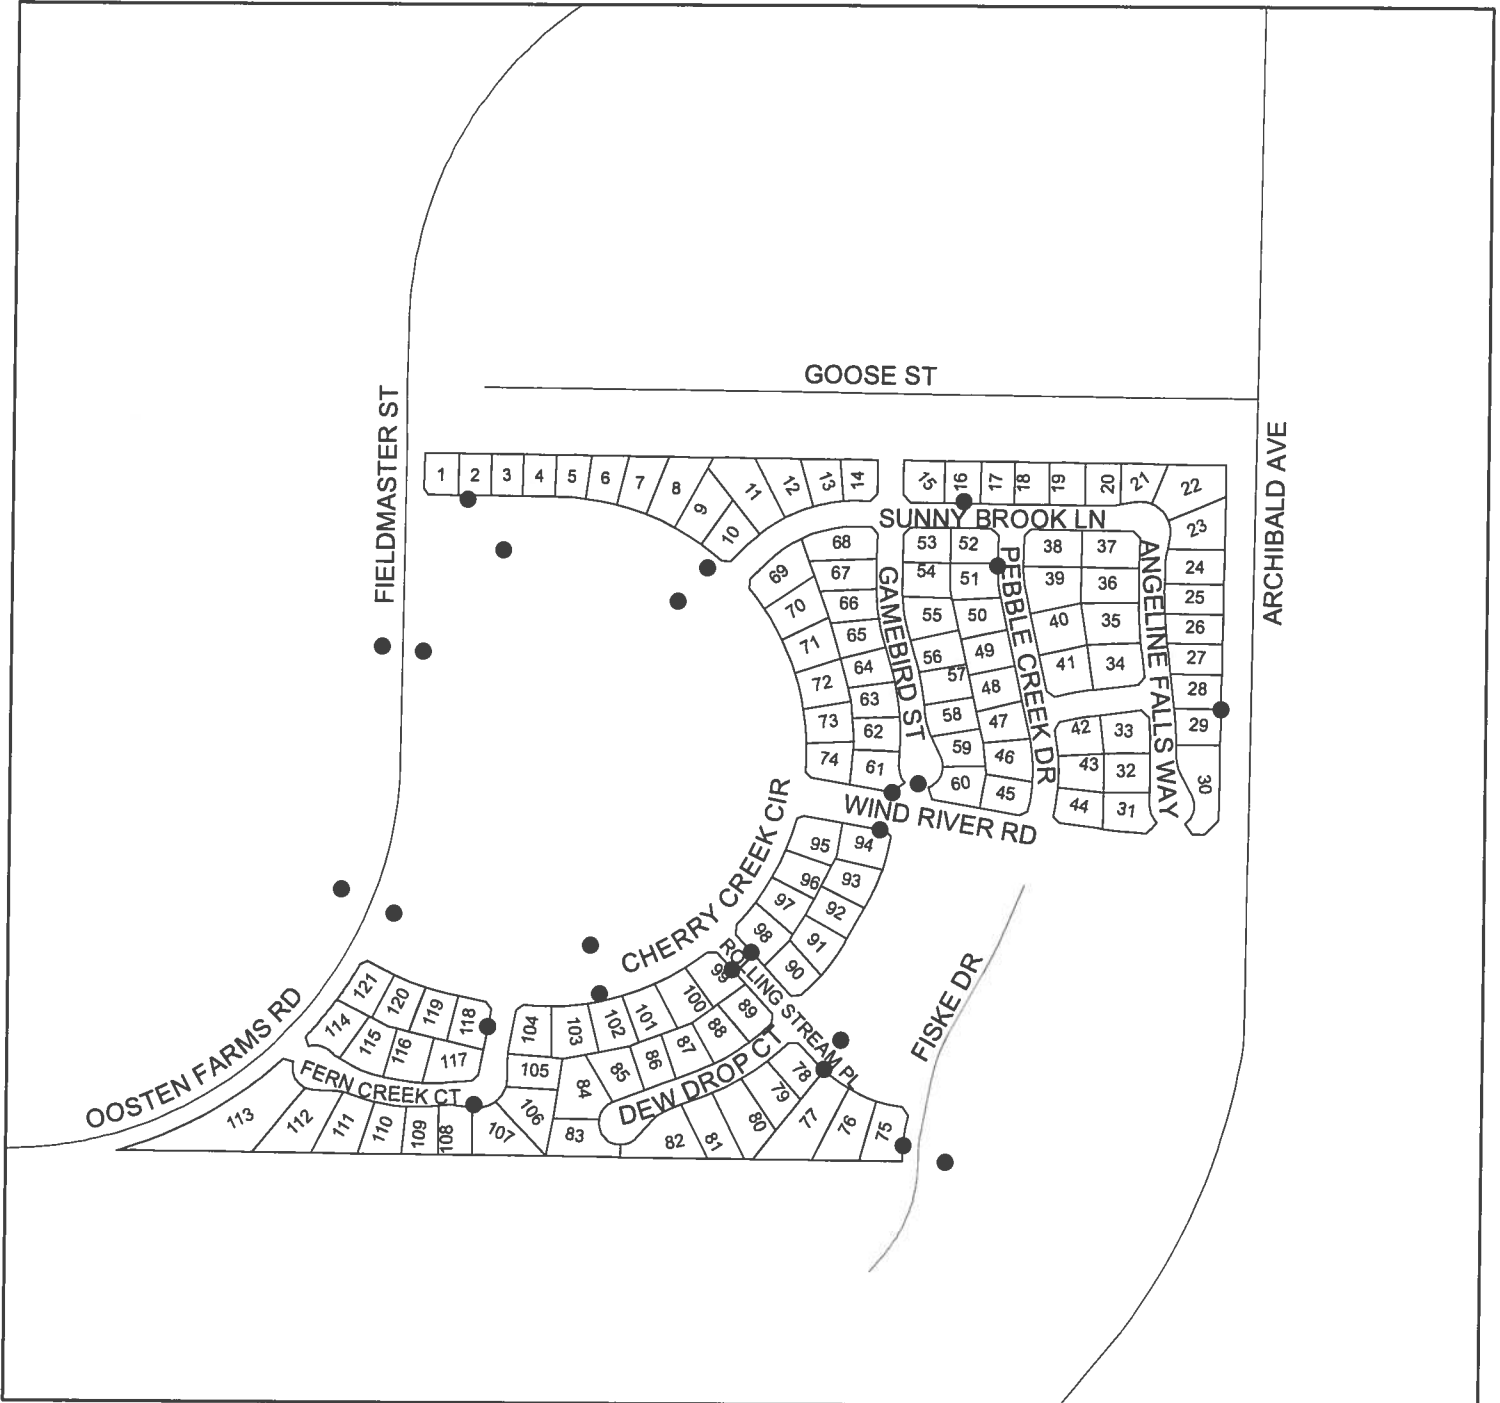 GOOSE ST
FIELDMASTER ST
ARCHIBALD AVE
1 2 3 4 5 6 7 8 9 10 11 12 13 14
15 16 17 18 19 20 21 22
SUNNY BROOK LN
23
24
25
26
27
28
29
30
68
67
66
65
64
63
62
61
69
70
71
72
73
74
GAMEBIRD ST
53 52
54 51
55 50
56 49
57 48
58 47
59 46
60 45
PEBBLE CREEK DR
38 37
39 36
40 35
41 34
42 33
43 32
44 31
ANGELINE FALLS WAY
WIND RIVER RD
CHERRY CREEK CIR
95 94
96 93
97 92
98 91
90
ROLLING STREAM PL
FISKE DR
99
100
101
102
103
104
89
88
87
86
85
84
105
106
83
DEW DROP CT
82 81 80 79 78 77 76 75
OOSTEN FARMS RD
121 120 119 118
114 115 116 117
FERN CREEK CT
113 112 111 110 109 108 107